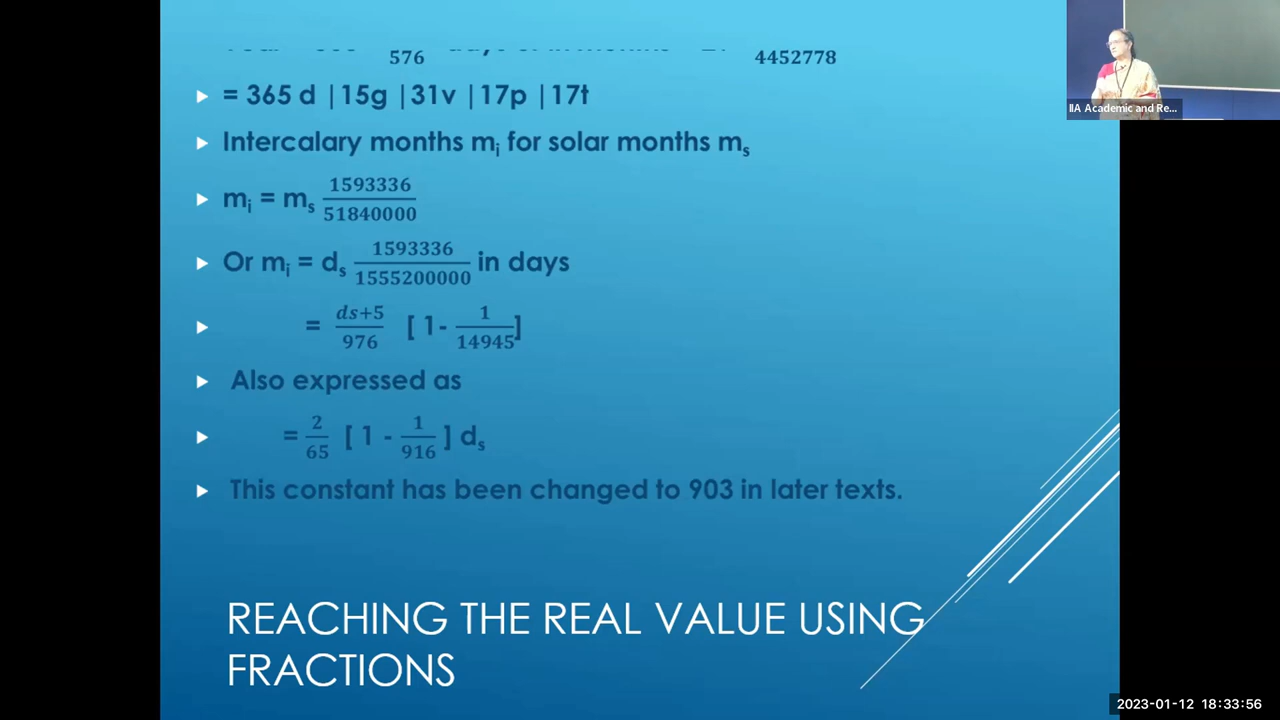 576 4452778
= 365 d |15g |31v |17p |17t
Intercalary months mᵢ for solar months mₛ
mᵢ = mₛ 1593336/51840000
Or mᵢ = dₛ 1593336/1555200000 in days
= ds+5/976 [ 1- 1/14945]
Also expressed as
= 2/65 [ 1 - 1/916 ] dₛ
This constant has been changed to 903 in later texts.
REACHING THE REAL VALUE USING
FRACTIONS
IIA Academic and Re...
2023-01-12 18:33:56